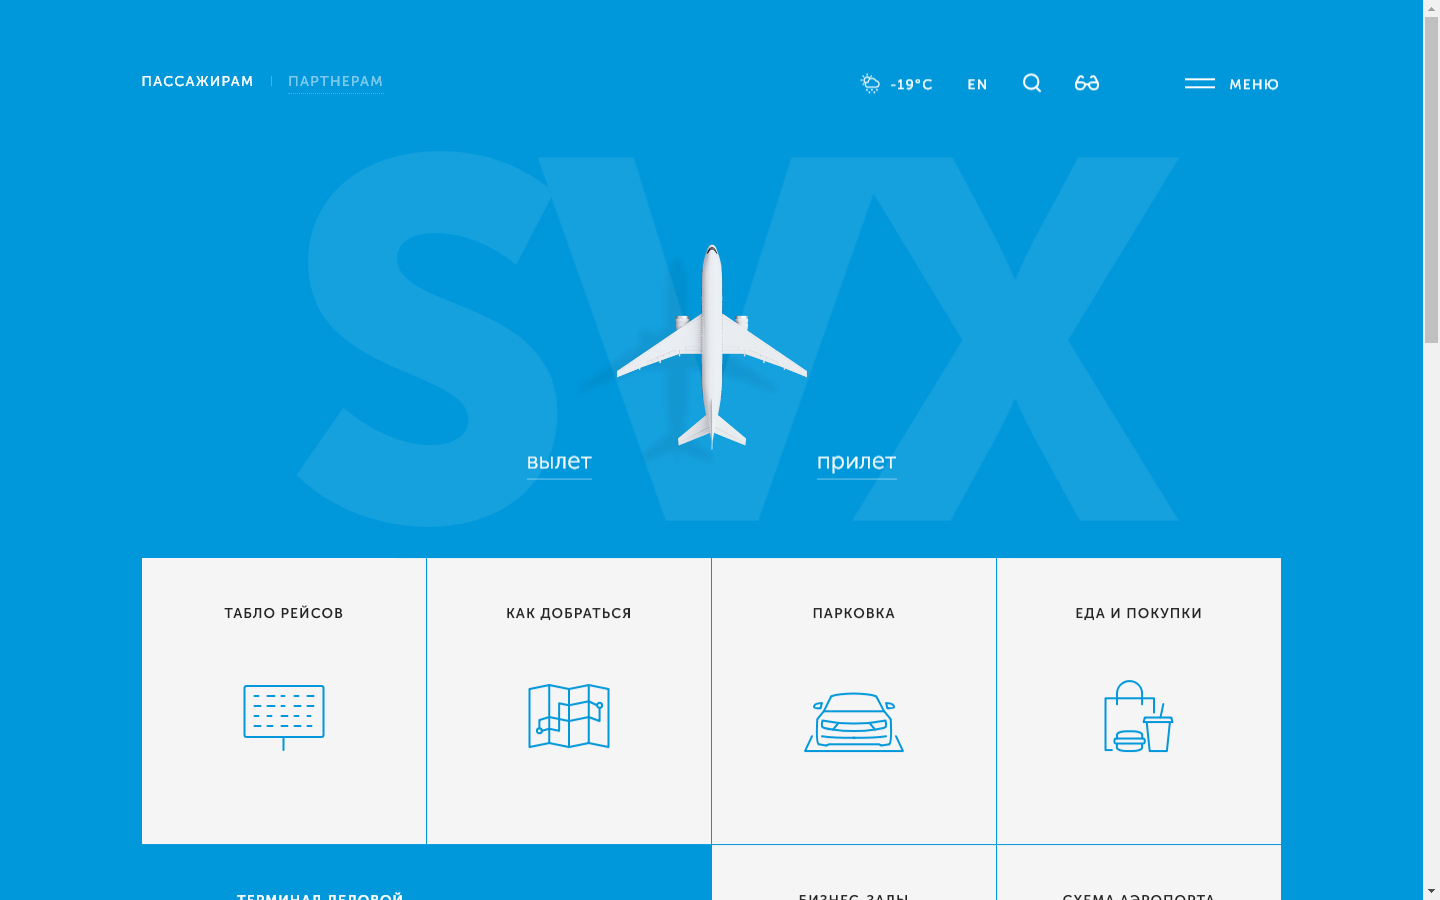 ПАССАЖИРАМ
ПАРТНЕРАМ
-19°C
EN
МЕНЮ
SVX
вылет
прилет
ТАБЛО РЕЙСОВ
КАК ДОБРАТЬСЯ
ПАРКОВКА
ЕДА И ПОКУПКИ
ТЕРМИНАЛ ДЕЛОВОЙ
БИЗНЕС-ЗАЛЫ
СХЕМА АЭРОПОРТА